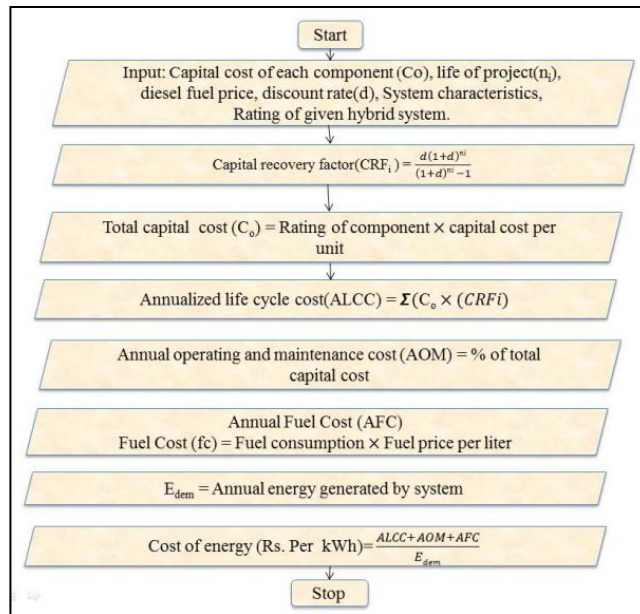 Start
Input: Capital cost of each component (Co), life of project(nᵢ),
diesel fuel price, discount rate(d), System characteristics,
Rating of given hybrid system.
Capital recovery factor(CRFᵢ) = d(1+d)^ni / (1+d)^ni −1
Total capital cost (Cₒ) = Rating of component × capital cost per
unit
Annualized life cycle cost(ALCC) = Σ(Cₒ × (CRFi)
Annual operating and maintenance cost (AOM) = % of total
capital cost
Annual Fuel Cost (AFC)
Fuel Cost (fc) = Fuel consumption × Fuel price per liter
E_dem = Annual energy generated by system
Cost of energy (Rs. Per kWh)= ALCC+AOM+AFC / E_dem
Stop